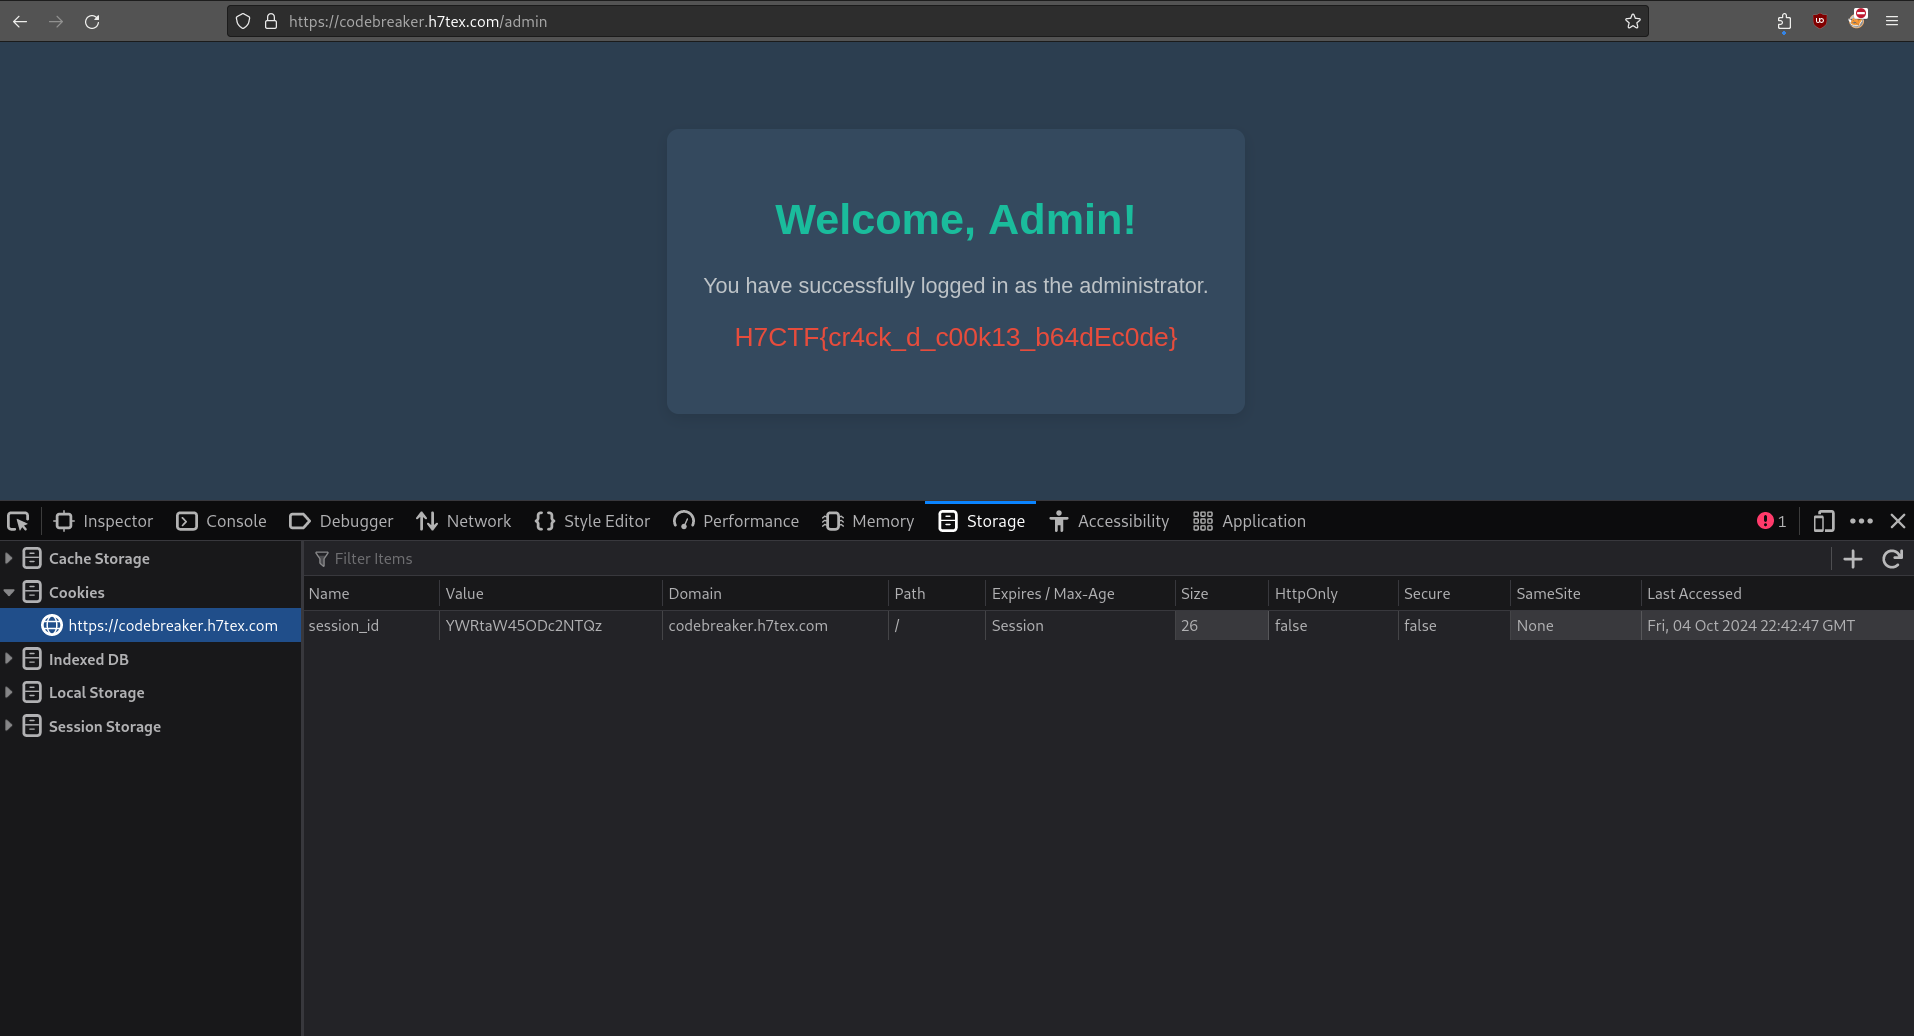 https://codebreaker.h7tex.com/admin
Welcome, Admin!
You have successfully logged in as the administrator.
H7CTF{cr4ck_d_c00k13_b64dEc0de}
Inspector Console Debugger Network Style Editor Performance Memory Storage Accessibility Application 1
Cache Storage
Cookies
https://codebreaker.h7tex.com
Indexed DB
Local Storage
Session Storage
Filter Items
Name Value Domain Path Expires / Max-Age Size HttpOnly Secure SameSite Last Accessed
session_id YWRtaW45ODc2NTQz codebreaker.h7tex.com / Session 26 false false None Fri, 04 Oct 2024 22:42:47 GMT